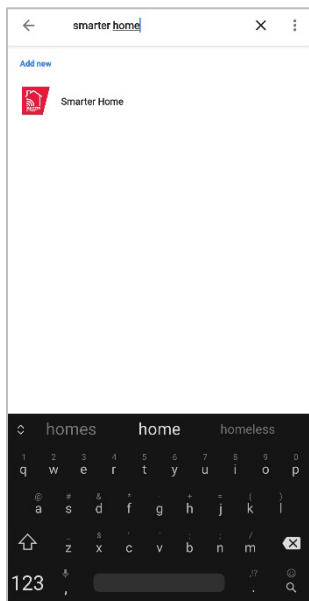 smarter home
Add new
Smarter Home
homes home homeless
1 2 3 4 5 6 7 8 9 0
q w e r t y u i o p
@ # & * - + = ( )
a s d f g h j k l
_ $ " ' : ; /
z x c v b n m
123 , . ,!?